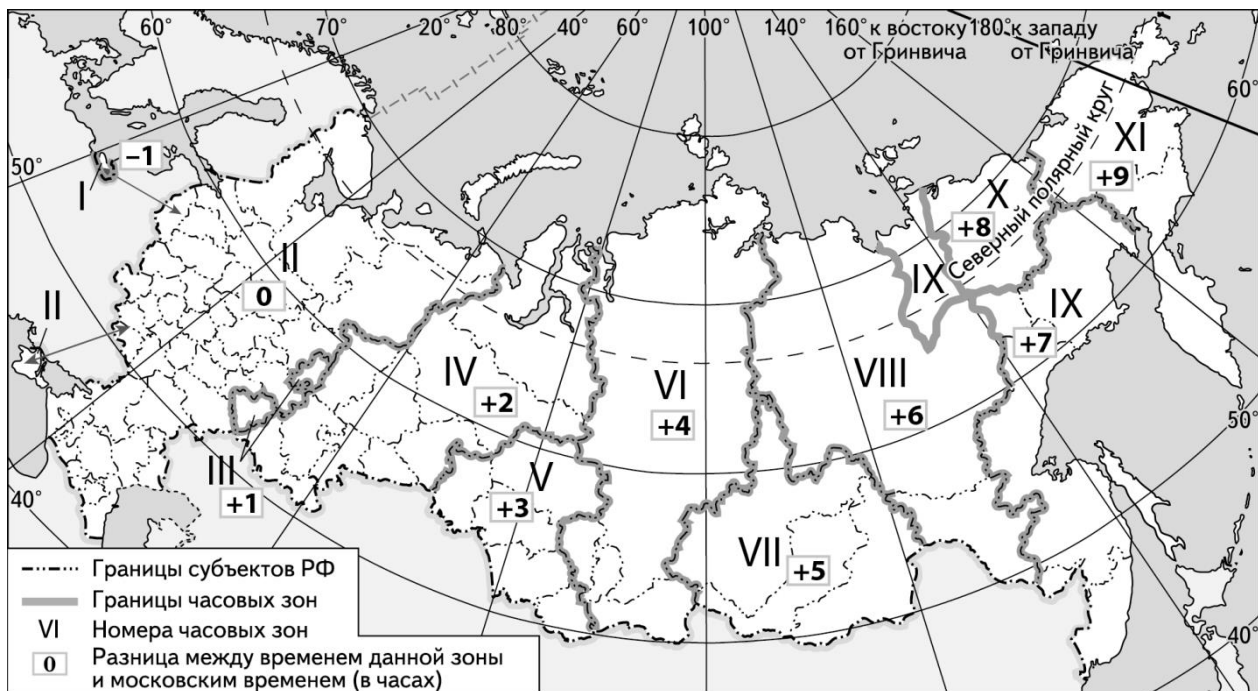 60° 70° 20° 40° 60° 100° 140° 160° к востоку 180° к западу
от Гринвича от Гринвича
60°
50°
–1
I
II
0
II
III
+1
IV
+2
V
+3
VI
+4
VII
+5
VIII
+6
IX
IX
+7
X
+8
XI
+9
Северный полярный круг
40°
50°
40°
Границы субъектов РФ
Границы часовых зон
VI Номера часовых зон
0 Разница между временем данной зоны
и московским временем (в часах)